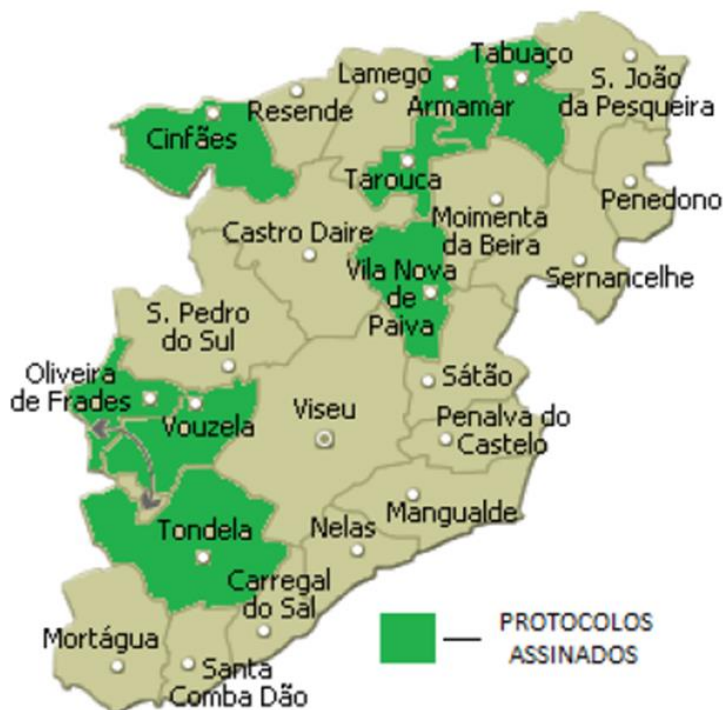 Tabuaço
Lamego
S. João
da Pesqueira
Resende
Armamar
Cinfães
Tarouca
Penedono
Moimenta
da Beira
Castro Daire
Vila Nova
de
Paiva
Sernancelhe
S. Pedro
do Sul
Oliveira
de Frades
Sátão
Vouzela
Viseu
Penalva do
Castelo
Mangualde
Tondela
Nelas
Carregal
do Sal
Mortágua
Santa
Comba Dão
PROTOCOLOS
ASSINADOS